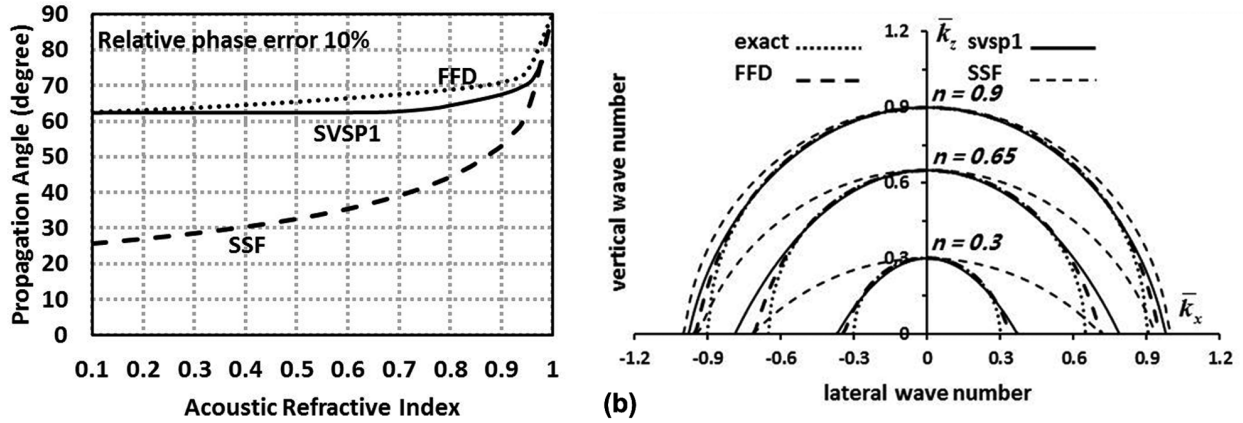 Relative phase error 10%
FFD
SVSP1
SSF
Propagation Angle (degree)
90
80
70
60
50
40
30
20
10
0
0.1 0.2 0.3 0.4 0.5 0.6 0.7 0.8 0.9 1
Acoustic Refractive Index
(b)
exact
svsp1
FFD
SSF
k̅z
n = 0.9
n = 0.65
n = 0.3
k̅x
vertical wave number
1.2
0.9
0.6
0.3
0
-1.2 -0.9 -0.6 -0.3 0 0.3 0.6 0.9 1.2
lateral wave number